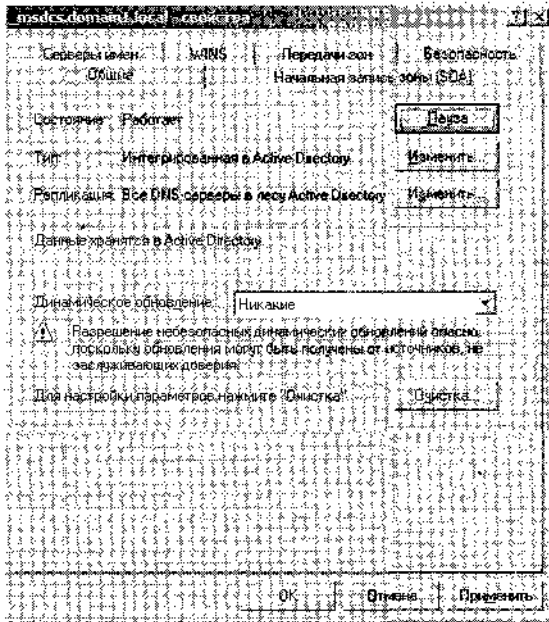 _msdcs.domain1.local - свойства
Серверы имен WINS Передачи зон Безопасность
Общие Начальная запись зоны (SOA)
Состояние: Работает Пауза
Тип: Интегрированная в Active Directory Изменить...
Репликация: Все DNS-серверы в лесу Active Directory Изменить...
Данные хранятся в Active Directory.
Динамическое обновление: Никакие
Разрешение небезопасных динамических обновлений опасно,
поскольку обновления могут быть получены от источников, не
заслуживающих доверия.
Для настройки параметров нажмите "Очистка". Очистка...
ОК Отмена Применить